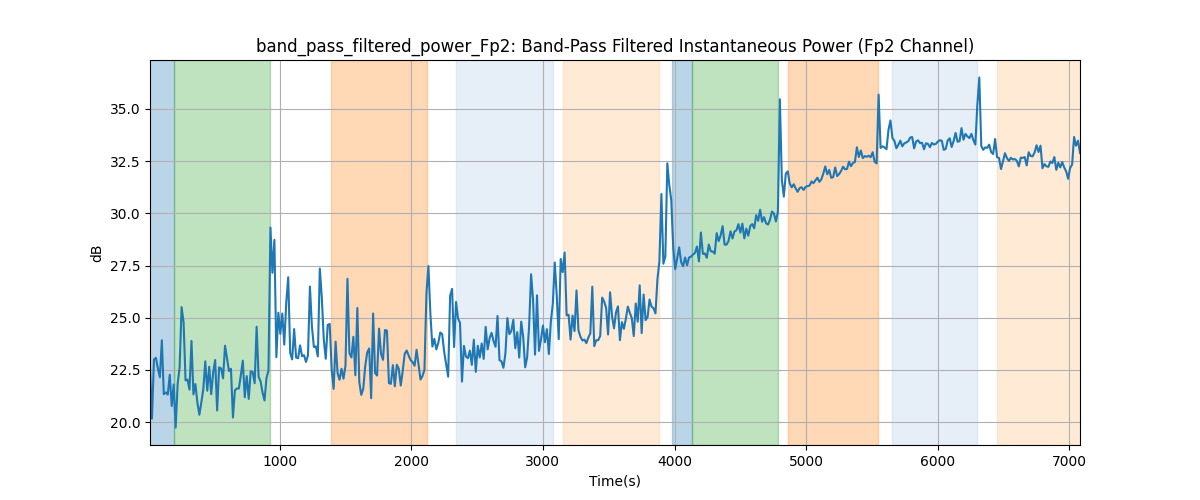 band_pass_filtered_power_Fp2: Band-Pass Filtered Instantaneous Power (Fp2 Channel)
35.0
32.5
30.0
27.5
25.0
22.5
20.0
dB
1000 2000 3000 4000 5000 6000 7000
Time(s)